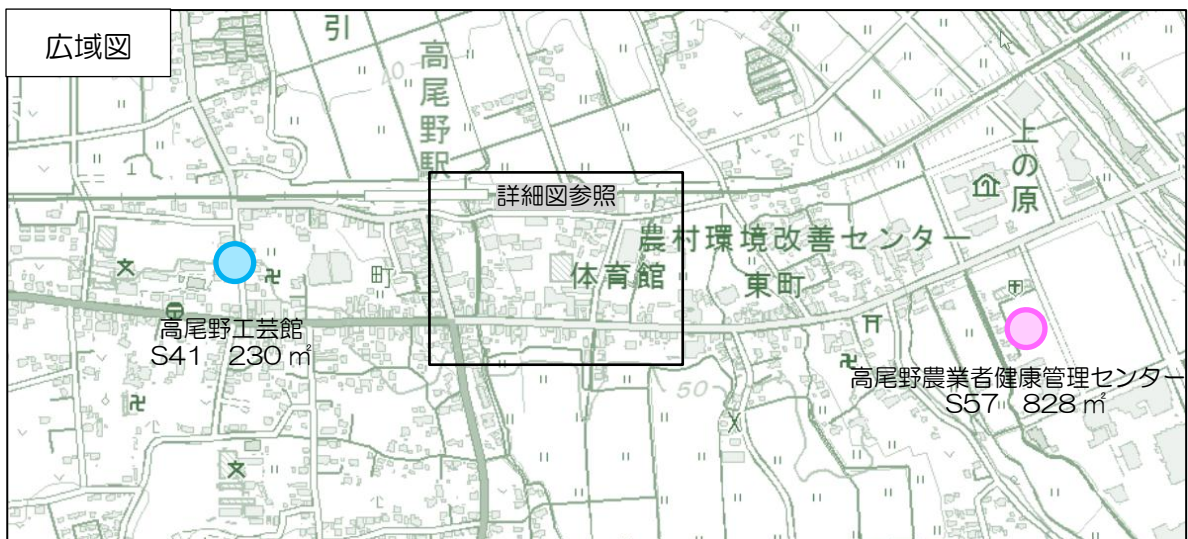 広域図
引
高尾野駅
10
上の原
詳細図参照
農村環境改善センター
体育館
東町
町
高尾野工芸館
S41 230㎡
高尾野農業者健康管理センター
S57 828㎡
50